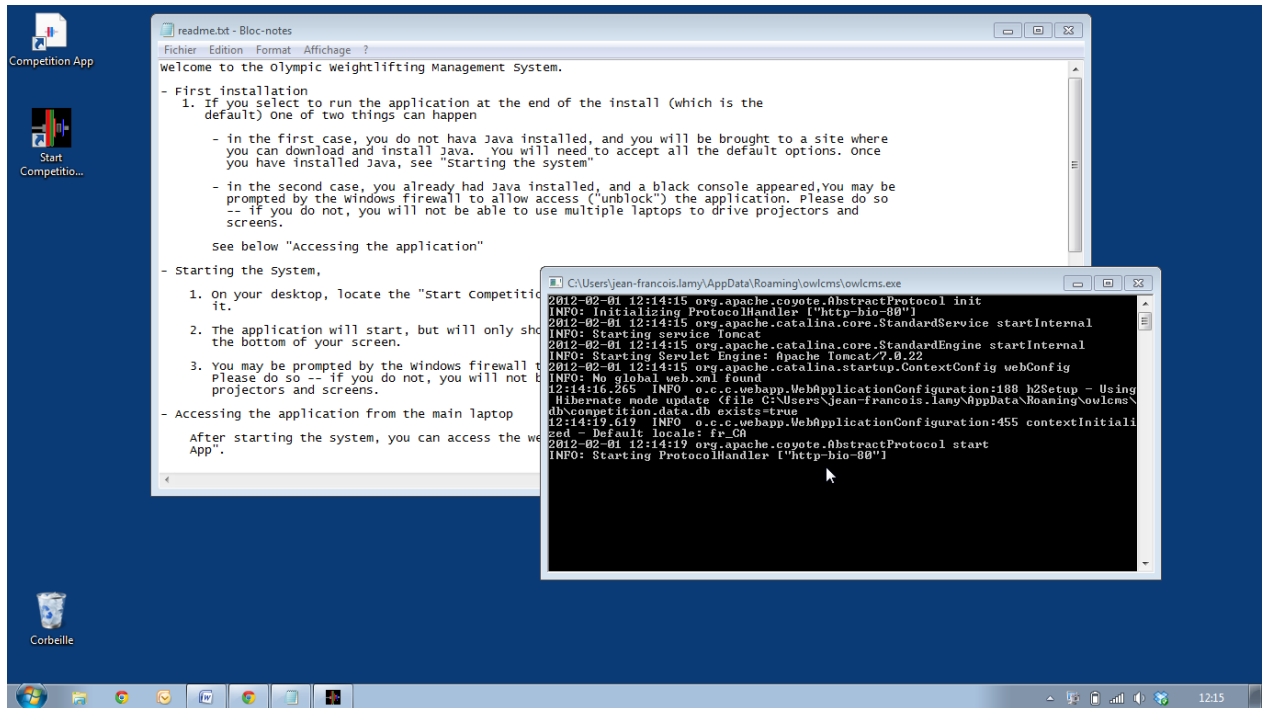 Competition App
Start
Competitio...
Corbeille
readme.txt - Bloc-notes
Fichier Edition Format Affichage ?
Welcome to the Olympic Weightlifting Management System.
- First installation
1. If you select to run the application at the end of the install (which is the
default) One of two things can happen
- in the first case, you do not hava Java installed, and you will be brought to a site where
you can download and install Java. You will need to accept all the default options. Once
you have installed Java, see "Starting the system"
- in the second case, you already had Java installed, and a black console appeared,You may be
prompted by the Windows firewall to allow access ("unblock") the application. Please do so
-- if you do not, you will not be able to use multiple laptops to drive projectors and
screens.
See below "Accessing the application"
- Starting the System,
1. On your desktop, locate the "Start Competitic
it.
2. The application will start, but will only sho
the bottom of your screen.
3. You may be prompted by the Windows firewall t
Please do so -- if you do not, you will not b
projectors and screens.
- Accessing the application from the main laptop
After starting the system, you can access the we
App".
C:\Users\jean-francois.lamy\AppData\Roaming\owlcms\owlcms.exe
2012-02-01 12:14:15 org.apache.coyote.AbstractProtocol init
INFO: Initializing ProtocolHandler ["http-bio-80"]
2012-02-01 12:14:15 org.apache.catalina.core.StandardService startInternal
INFO: Starting service Tomcat
2012-02-01 12:14:15 org.apache.catalina.core.StandardEngine startInternal
INFO: Starting Servlet Engine: Apache Tomcat/7.0.22
2012-02-01 12:14:15 org.apache.catalina.startup.ContextConfig webConfig
INFO: No global web.xml found
12:14:16.265 INFO o.c.c.webapp.WebApplicationConfiguration:188 h2Setup - Using
Hibernate mode update (file C:\Users\jean-francois.lamy\AppData\Roaming\owlcms\
db\competition.data.db exists=true
12:14:19.619 INFO o.c.c.webapp.WebApplicationConfiguration:455 contextInitiali
zed - Default locale: fr_CA
2012-02-01 12:14:19 org.apache.coyote.AbstractProtocol start
INFO: Starting ProtocolHandler ["http-bio-80"]
12:15